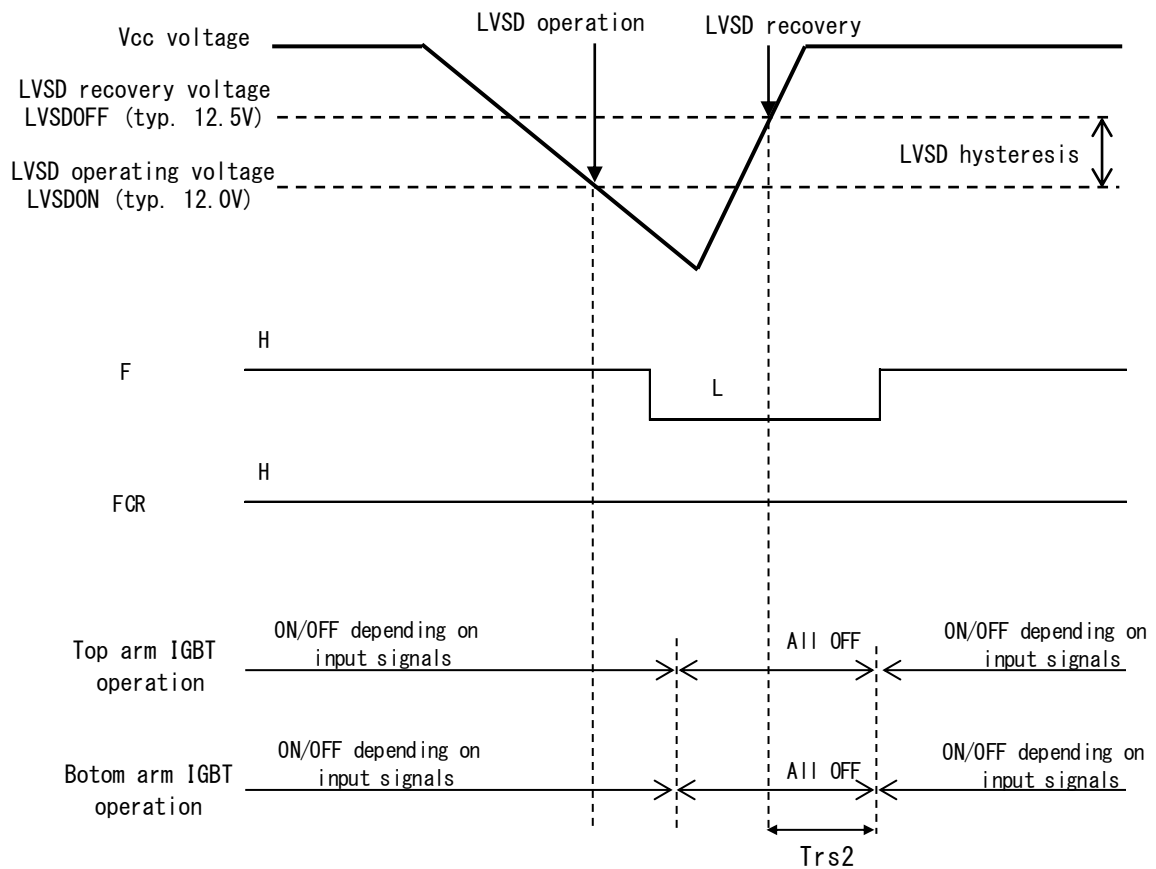 LVSD operation
LVSD recovery
Vcc voltage
LVSD recovery voltage
LVSDOFF (typ. 12.5V)
LVSD hysteresis
LVSD operating voltage
LVSDON (typ. 12.0V)
H
F
L
H
FCR
ON/OFF depending on
input signals
All OFF
ON/OFF depending on
input signals
Top arm IGBT
operation
ON/OFF depending on
input signals
All OFF
ON/OFF depending on
input signals
Botom arm IGBT
operation
Trs2